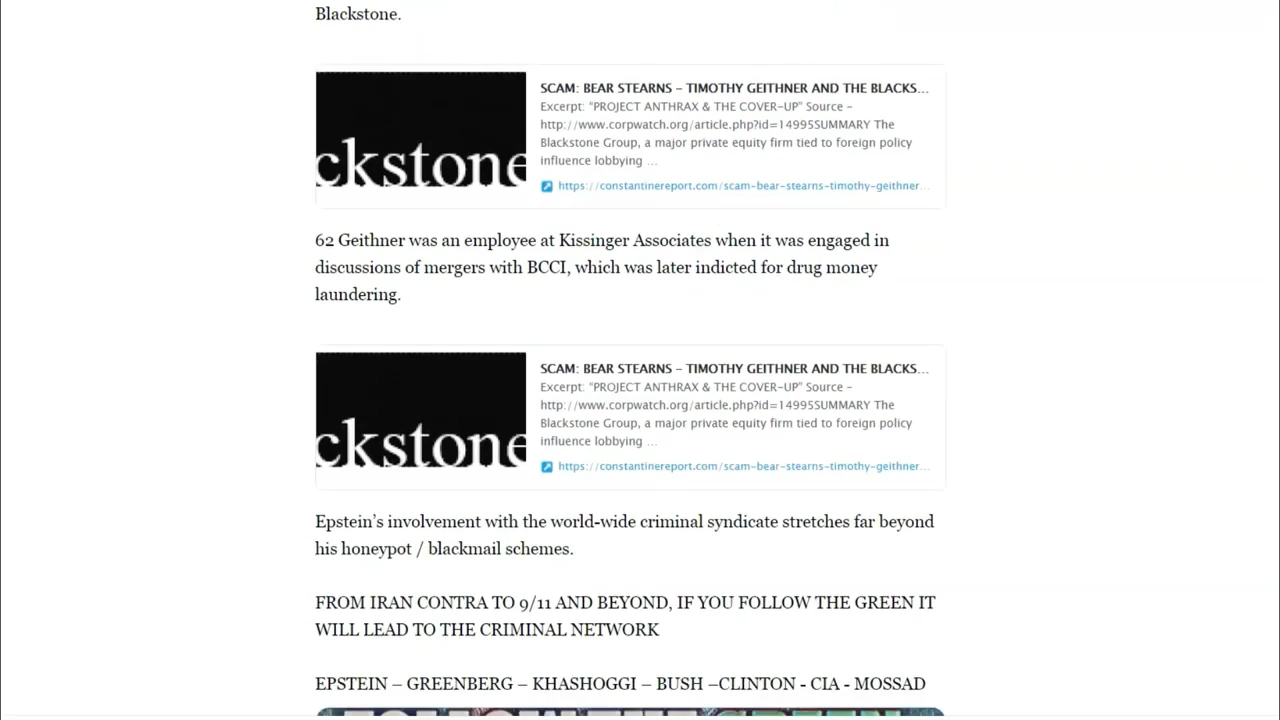 Blackstone.
ckstone
SCAM: BEAR STEARNS – TIMOTHY GEITHNER AND THE BLACKS...
Excerpt: "PROJECT ANTHRAX & THE COVER-UP" Source –
http://www.corpwatch.org/article.php?id=14995SUMMARY The
Blackstone Group, a major private equity firm tied to foreign policy
influence lobbying ...
https://constantinereport.com/scam-bear-stearns-timothy-geithner...
62 Geithner was an employee at Kissinger Associates when it was engaged in
discussions of mergers with BCCI, which was later indicted for drug money
laundering.
ckstone
SCAM: BEAR STEARNS – TIMOTHY GEITHNER AND THE BLACKS...
Excerpt: "PROJECT ANTHRAX & THE COVER-UP" Source –
http://www.corpwatch.org/article.php?id=14995SUMMARY The
Blackstone Group, a major private equity firm tied to foreign policy
influence lobbying ...
https://constantinereport.com/scam-bear-stearns-timothy-geithner...
Epstein's involvement with the world-wide criminal syndicate stretches far beyond
his honeypot / blackmail schemes.
FROM IRAN CONTRA TO 9/11 AND BEYOND, IF YOU FOLLOW THE GREEN IT
WILL LEAD TO THE CRIMINAL NETWORK
EPSTEIN – GREENBERG – KHASHOGGI – BUSH –CLINTON - CIA - MOSSAD